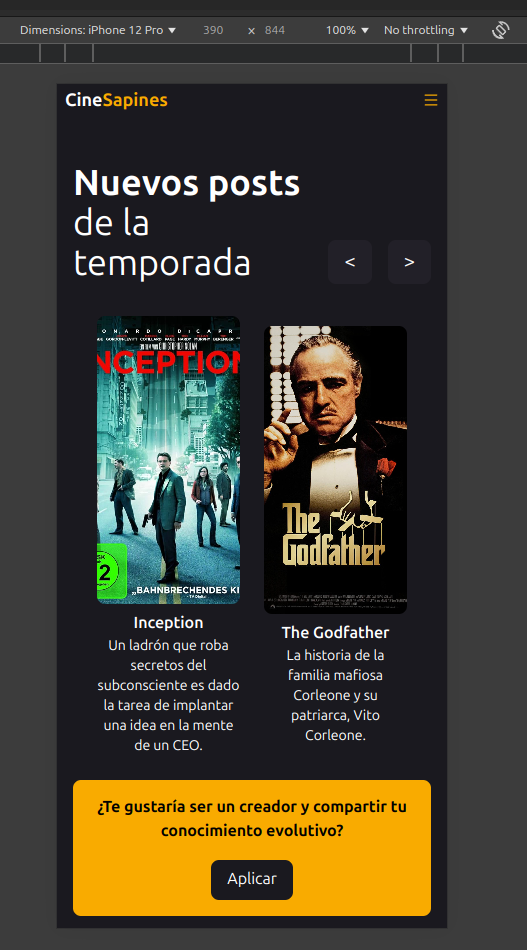 Dimensions: iPhone 12 Pro ▼ 390 x 844 100% ▼ No throttling ▼
CineSapines
Nuevos posts
de la
temporada
< >
INCEPTION
"BAHNBRECHENDES KI
The
Godfather
Inception
Un ladrón que roba
secretos del
subconsciente es dado
la tarea de implantar
una idea en la mente
de un CEO.
The Godfather
La historia de la
familia mafiosa
Corleone y su
patriarca, Vito
Corleone.
¿Te gustaría ser un creador y compartir tu
conocimiento evolutivo?
Aplicar